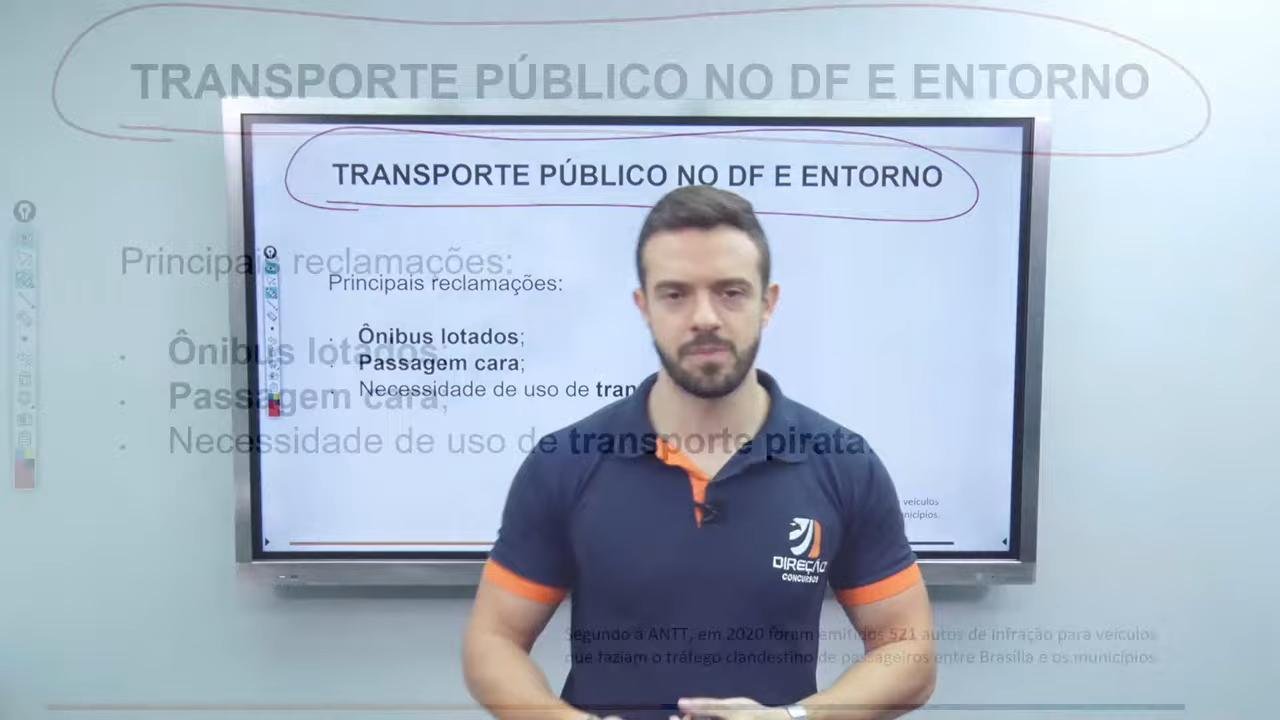 TRANSPORTE PÚBLICO NO DF E ENTORNO
TRANSPORTE PÚBLICO NO DF E ENTORNO
Principais reclamações:
Principais reclamações:
Ônibus lotados;
Passagem cara;
Necessidade de uso de tran
Ônibus lotados;
Passagem cara;
Necessidade de uso de transporte pirata.
veículos
nicípios.
DIREÇÃO
CONCURSOS
Segundo a ANTT, em 2020 foram emitidos 521 autos de infração para veículos
que faziam o tráfego clandestino de passageiros entre Brasília e os municípios